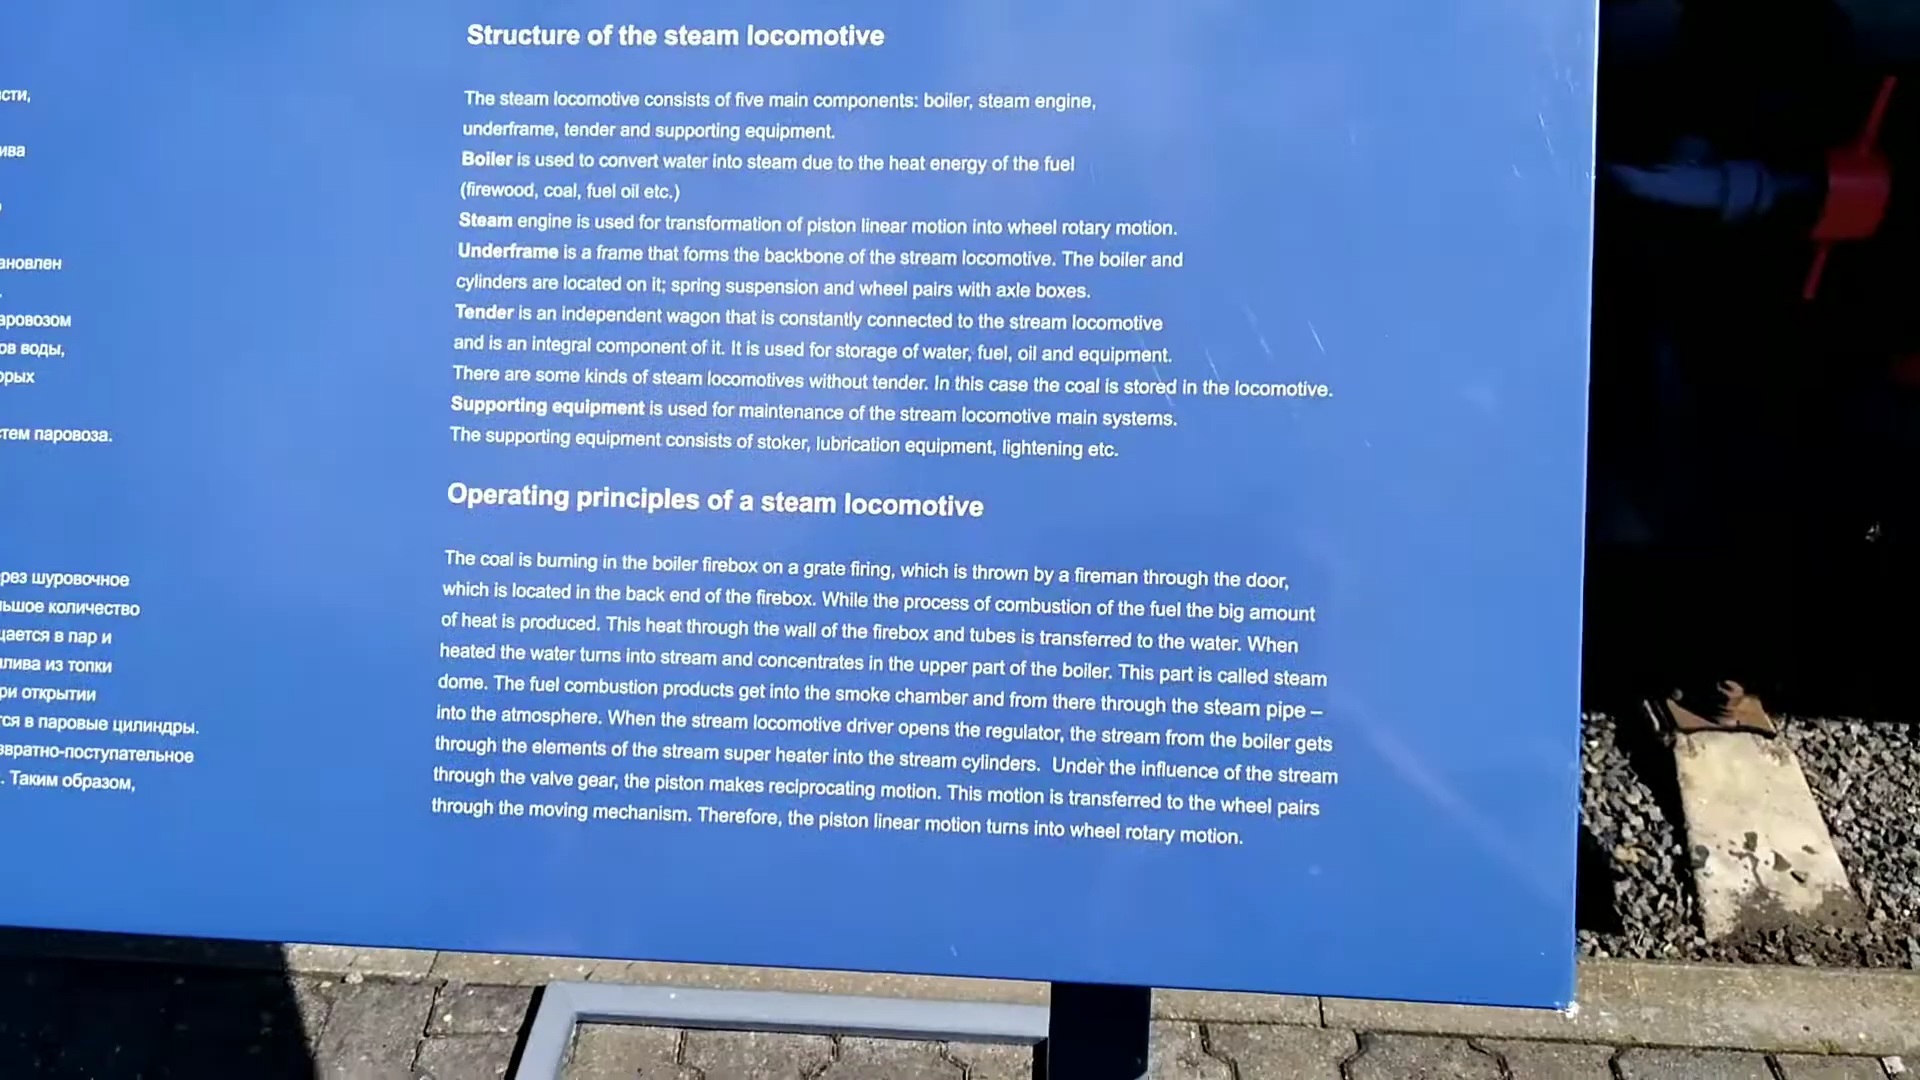 сти,
ива
ановлен
аровозом
ов воды,
орых
стем паровоза.
рез шуровочное
льшое количество
щается в пар и
плива из топки
ри открытии
тся в паровые цилиндры.
звратно-поступательное
. Таким образом,
Structure of the steam locomotive
The steam locomotive consists of five main components: boiler, steam engine,
underframe, tender and supporting equipment.
Boiler is used to convert water into steam due to the heat energy of the fuel
(firewood, coal, fuel oil etc.)
Steam engine is used for transformation of piston linear motion into wheel rotary motion.
Underframe is a frame that forms the backbone of the stream locomotive. The boiler and
cylinders are located on it; spring suspension and wheel pairs with axle boxes.
Tender is an independent wagon that is constantly connected to the stream locomotive
and is an integral component of it. It is used for storage of water, fuel, oil and equipment.
There are some kinds of steam locomotives without tender. In this case the coal is stored in the locomotive.
Supporting equipment is used for maintenance of the stream locomotive main systems.
The supporting equipment consists of stoker, lubrication equipment, lightening etc.
Operating principles of a steam locomotive
The coal is burning in the boiler firebox on a grate firing, which is thrown by a fireman through the door,
which is located in the back end of the firebox. While the process of combustion of the fuel the big amount
of heat is produced. This heat through the wall of the firebox and tubes is transferred to the water. When
heated the water turns into stream and concentrates in the upper part of the boiler. This part is called steam
dome. The fuel combustion products get into the smoke chamber and from there through the steam pipe –
into the atmosphere. When the stream locomotive driver opens the regulator, the stream from the boiler gets
through the elements of the stream super heater into the stream cylinders. Under the influence of the stream
through the valve gear, the piston makes reciprocating motion. This motion is transferred to the wheel pairs
through the moving mechanism. Therefore, the piston linear motion turns into wheel rotary motion.